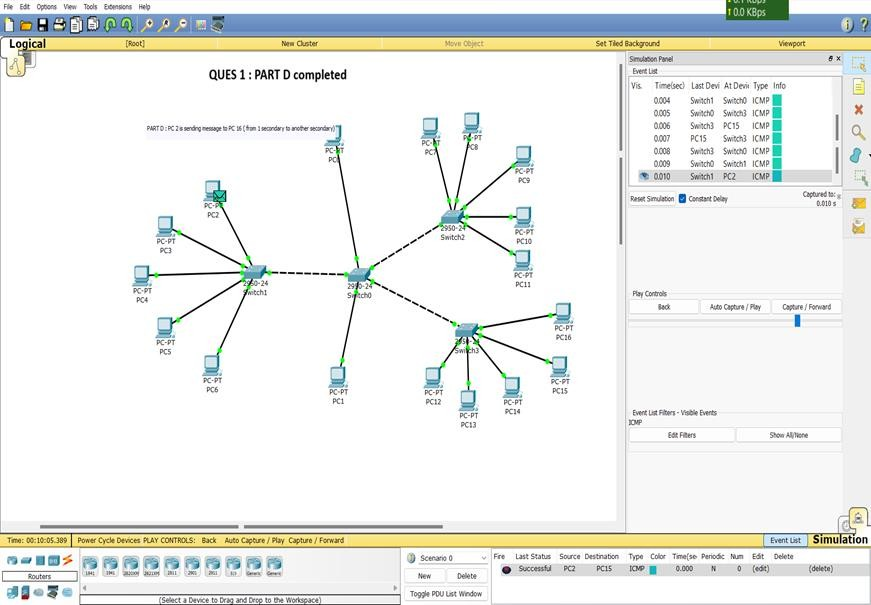 File Edit Options View Tools Extensions Help
0.0 KBps
Logical
[Root]
New Cluster
Move Object
Set Tiled Background
Viewport
QUES 1 : PART D completed
PART D : PC 2 is sending message to PC 16 ( from 1 secondary to another secondary)
PC-PT
PC0
PC-PT
PC7
PC-PT
PC8
PC-PT
PC9
PC-PT
PC2
PC-PT
PC3
PC-PT
PC10
2950-24
Switch2
PC-PT
PC11
PC-PT
PC4
2950-24
Switch1
2950-24
Switch0
PC-PT
PC5
PC-PT
PC16
2950-24
Switch3
PC-PT
PC6
PC-PT
PC1
PC-PT
PC12
PC-PT
PC13
PC-PT
PC14
PC-PT
PC15
Simulation Panel
Event List
Vis. Time(sec) Last Devi At Devic Type Info
0.004 Switch1 Switch0 ICMP
0.005 Switch0 Switch3 ICMP
0.006 Switch3 PC15 ICMP
0.007 PC15 Switch3 ICMP
0.008 Switch3 Switch0 ICMP
0.009 Switch0 Switch1 ICMP
0.010 Switch1 PC2 ICMP
Reset Simulation Constant Delay
Captured to:
0.010 s
Play Controls
Back
Auto Capture / Play
Capture / Forward
Event List Filters - Visible Events
ICMP
Edit Filters
Show All/None
Time: 00:10:05.389 Power Cycle Devices PLAY CONTROLS: Back Auto Capture / Play Capture / Forward
Event List
Simulation
Routers
1841 1941 2620XM 2621XM 2811 2901 2911 819 Generic Generic
(Select a Device to Drag and Drop to the Workspace)
Scenario 0
New
Delete
Toggle PDU List Window
Fire Last Status Source Destination Type Color Time(se Periodic Num Edit Delete
Successful PC2 PC15 ICMP 0.000 N 0 (edit) (delete)